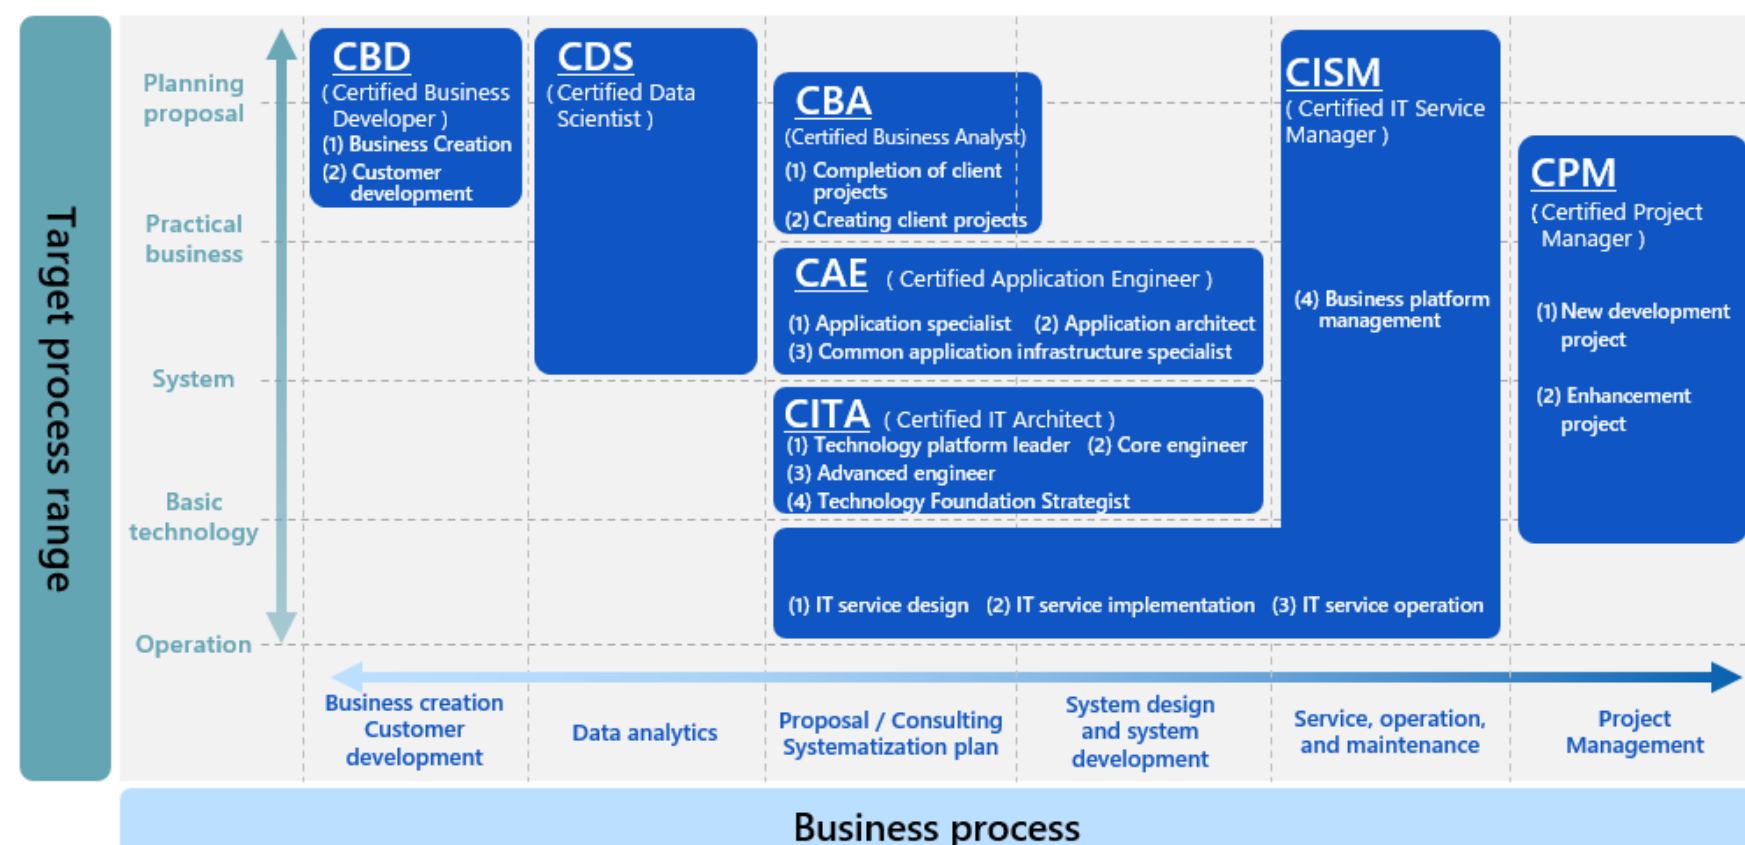 Target process range
Planning
proposal
Practical
business
System
Basic
technology
Operation
CBD
( Certified Business
Developer )
(1) Business Creation
(2) Customer
development
CDS
( Certified Data
Scientist )
CBA
(Certified Business Analyst)
(1) Completion of client
projects
(2) Creating client projects
CAE ( Certified Application Engineer )
(1) Application specialist (2) Application architect
(3) Common application infrastructure specialist
CITA ( Certified IT Architect )
(1) Technology platform leader (2) Core engineer
(3) Advanced engineer
(4) Technology Foundation Strategist
CISM
( Certified IT Service
Manager )
(4) Business platform
management
(1) IT service design (2) IT service implementation (3) IT service operation
CPM
( Certified Project
Manager )
(1) New development
project
(2) Enhancement
project
Business creation
Customer
development
Data analytics
Proposal / Consulting
Systematization plan
System design
and system
development
Service, operation,
and maintenance
Project
Management
Business process